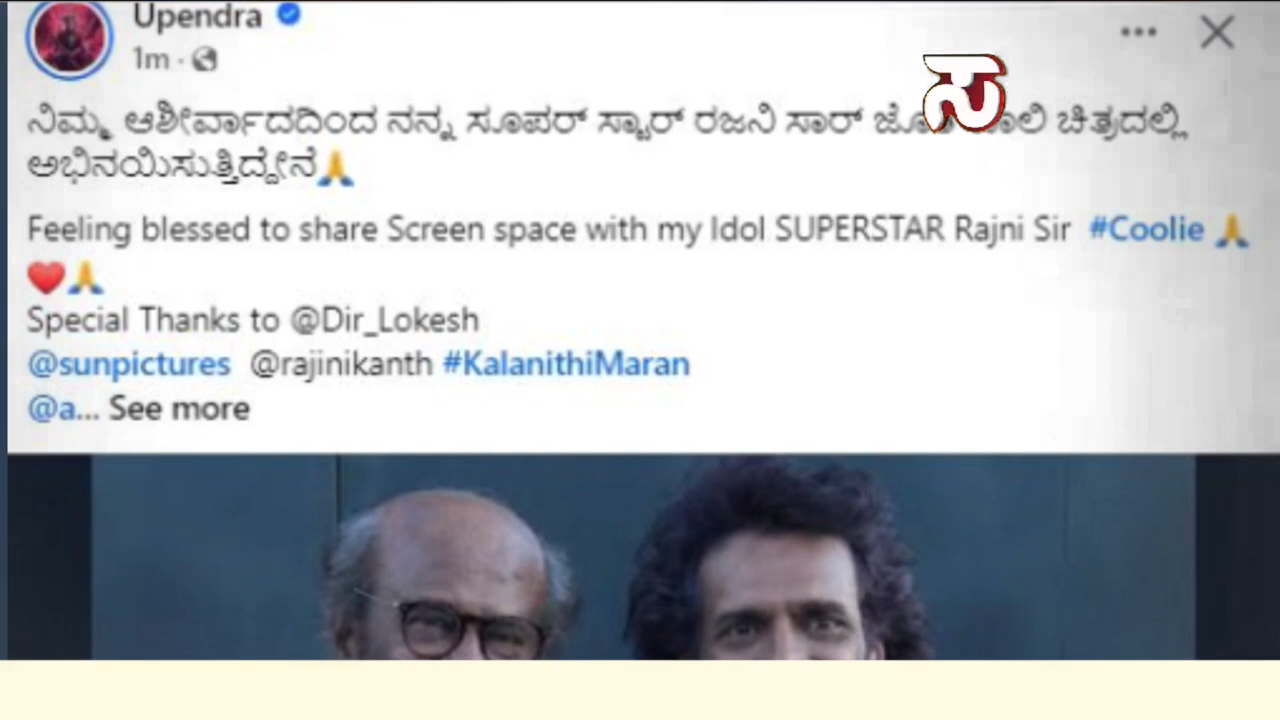 Upendra
1m
ನಿಮ್ಮ ಆಶೀರ್ವಾದದಿಂದ ನನ್ನ ಸೂಪರ್ ಸ್ಟಾರ್ ರಜನಿ ಸಾರ್ ಚಿತ್ರದಲ್ಲಿ
ಸ
ಅಭಿನಯಿಸುತ್ತಿದ್ದೇನೆ🙏
Feeling blessed to share Screen space with my Idol SUPERSTAR Rajni Sir #Coolie 🙏
❤️🙏
Special Thanks to @Dir_Lokesh
@sunpictures @rajinikanth #KalanithiMaran
@a... See more